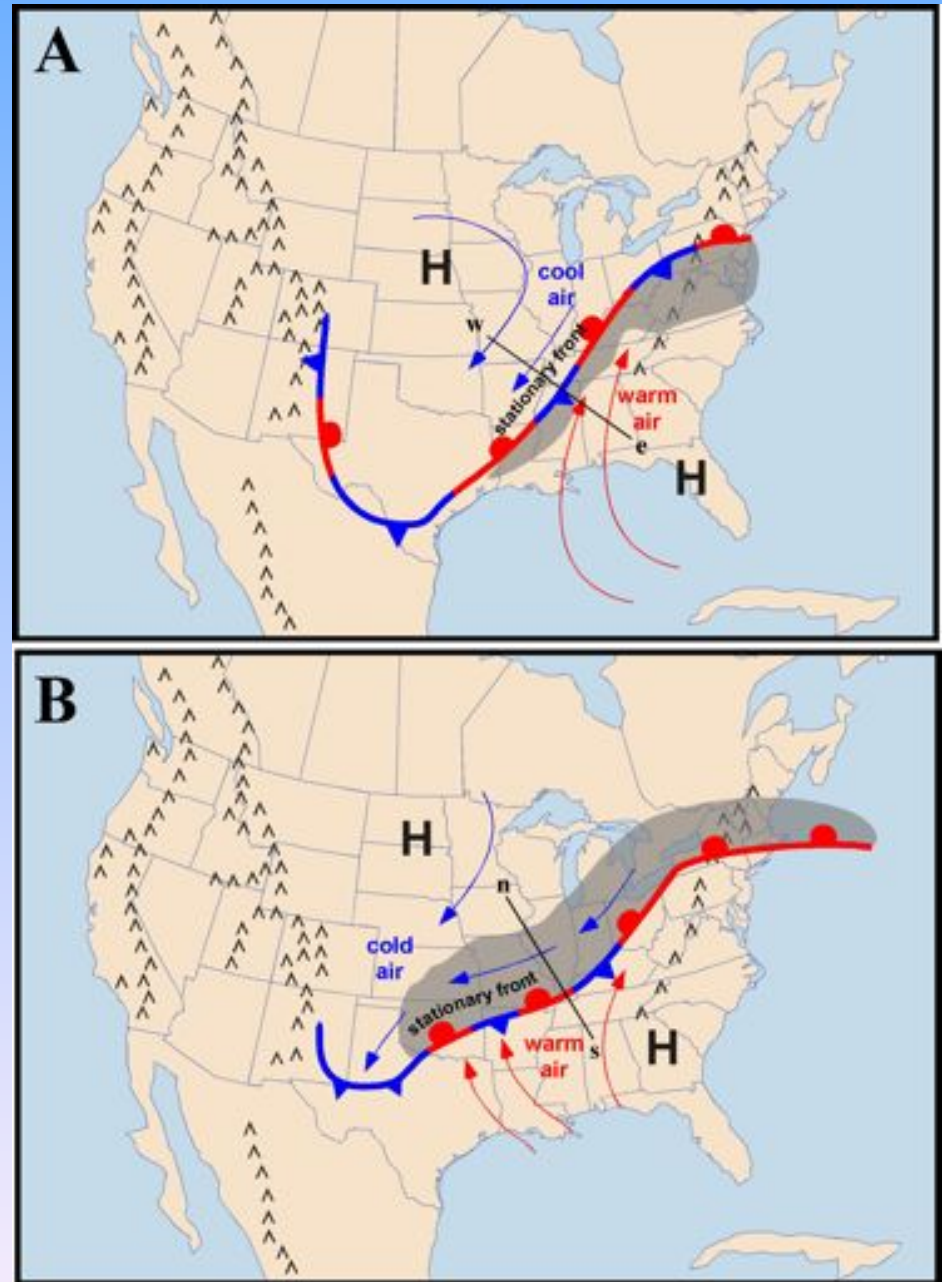 A
H
cool
air
w
stationary front
warm
air
e
H
B
H
n
cold
air
stationary front
warm
air
s
H